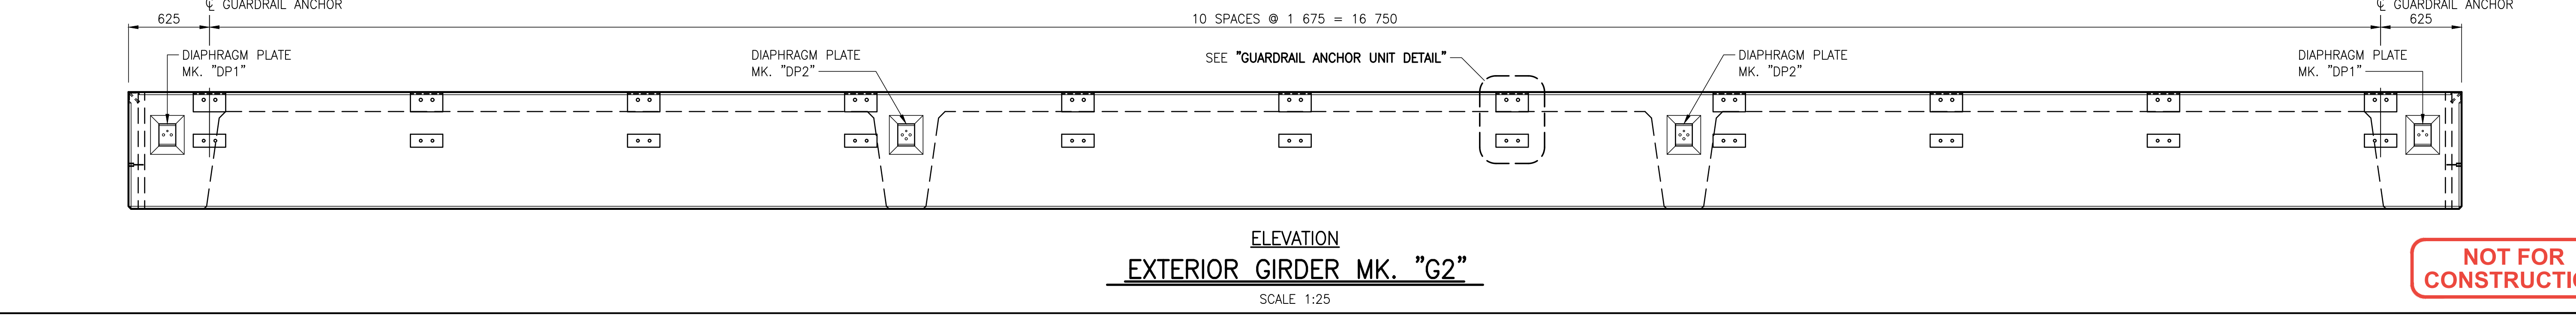 ℄ GUARDRAIL ANCHOR
℄ GUARDRAIL ANCHOR
625
10 SPACES @ 1 675 = 16 750
625
DIAPHRAGM PLATE
MK. "DP1"
DIAPHRAGM PLATE
MK. "DP2"
SEE "GUARDRAIL ANCHOR UNIT DETAIL"
DIAPHRAGM PLATE
MK. "DP2"
DIAPHRAGM PLATE
MK. "DP1"
ELEVATION
EXTERIOR GIRDER MK. "G2"
SCALE 1:25
NOT FOR